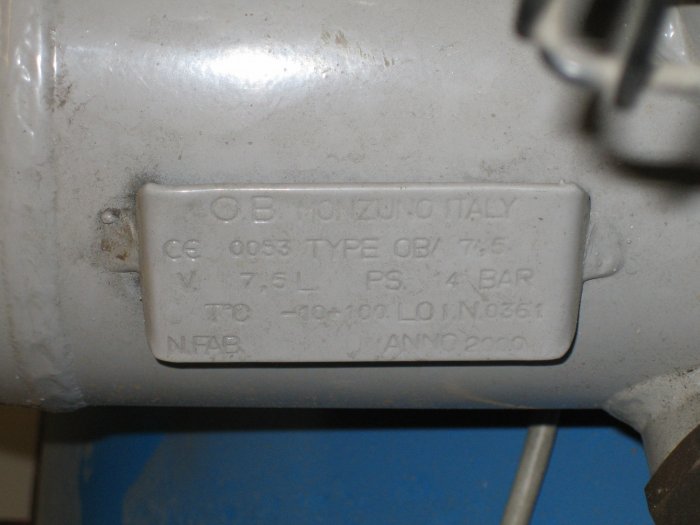 O.B MONZUNO ITALY
CE 0053 TYPE OB/ 7,5
V. 7,5 L PS. 4 BAR
T°C -10+100 LOT.N.0361
N.FAB. ANNO 2000